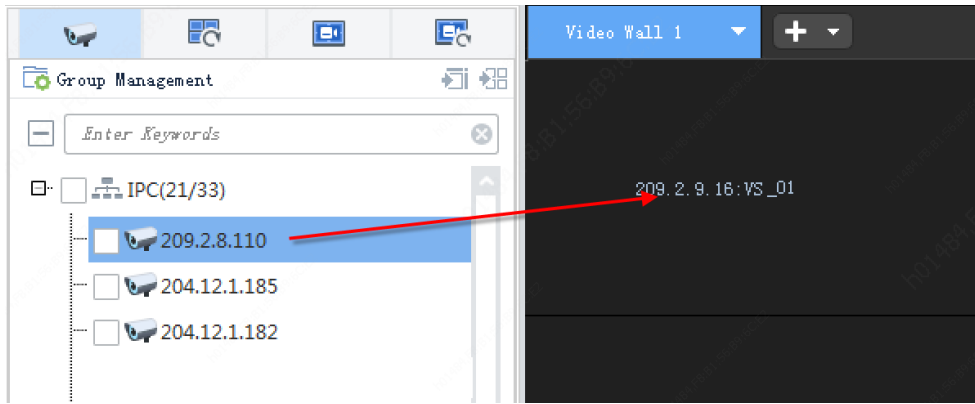 Group Management
Enter Keywords
IPC(21/33)
209.2.8.110
204.12.1.185
204.12.1.182
Video Wall 1
209.2.9.16:VS_01